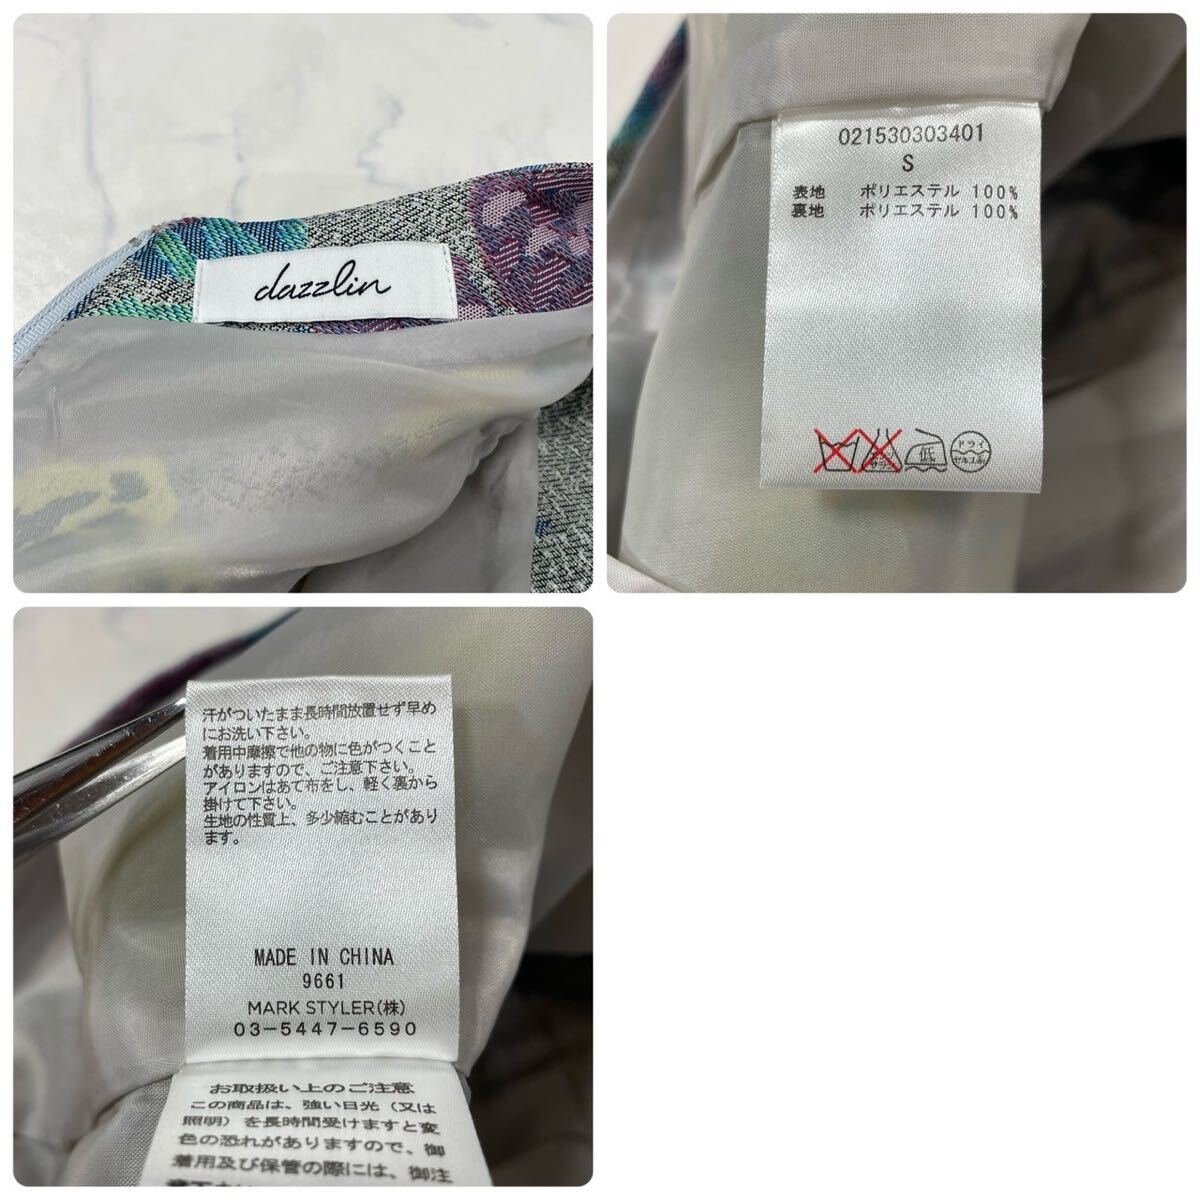 dazzlin
021530303401
S
表地 ポリエステル 100%
裏地 ポリエステル 100%
低
ドライ
セキユ系
汗がついたまま長時間放置せず早め
にお洗い下さい。
着用中摩擦で他の物に色がつくこと
がありますので、ご注意下さい。
アイロンはあて布をし、軽く裏から
掛けて下さい。
生地の性質上、多少縮むことがあり
ます。
MADE IN CHINA
9661
MARK STYLER(株)
03-5447-6590
お取扱い上のご注意
この商品は、強い日光（又は
照明）を長時間受けますと変
色の恐れがありますので、御
着用及び保管の際には、御注
意下さい